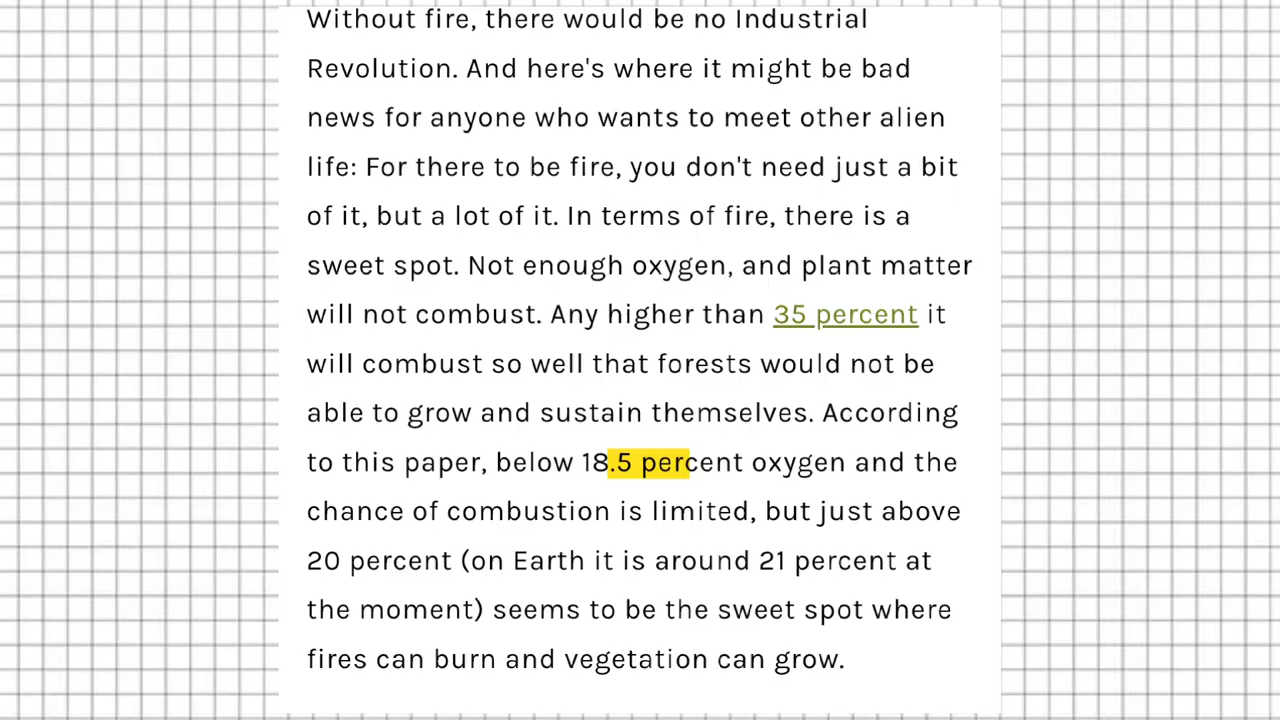 Without fire, there would be no Industrial
Revolution. And here's where it might be bad
news for anyone who wants to meet other alien
life: For there to be fire, you don't need just a bit
of it, but a lot of it. In terms of fire, there is a
sweet spot. Not enough oxygen, and plant matter
will not combust. Any higher than 35 percent it
will combust so well that forests would not be
able to grow and sustain themselves. According
to this paper, below 18.5 percent oxygen and the
chance of combustion is limited, but just above
20 percent (on Earth it is around 21 percent at
the moment) seems to be the sweet spot where
fires can burn and vegetation can grow.